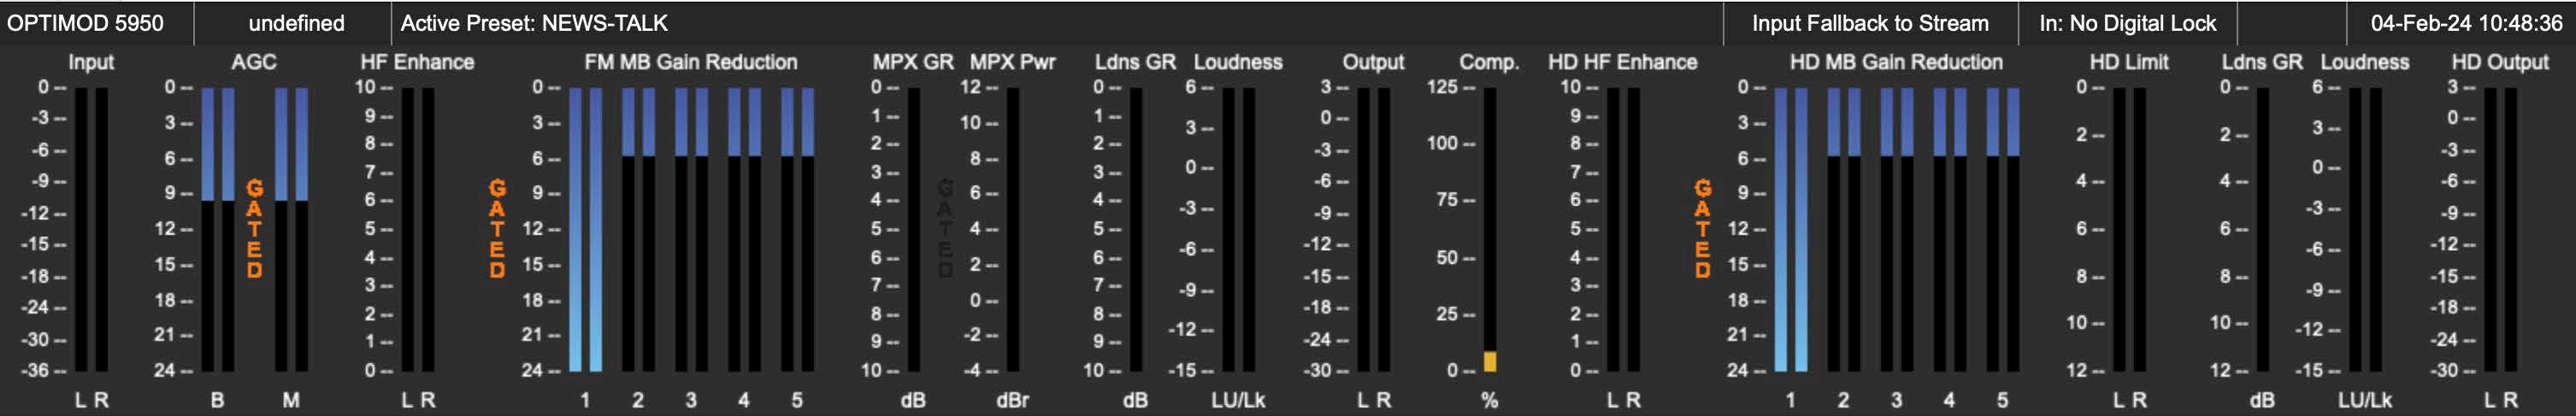 OPTIMOD 5950 undefined Active Preset: NEWS-TALK Input Fallback to Stream In: No Digital Lock 04-Feb-24 10:48:36
Input AGC HF Enhance FM MB Gain Reduction MPX GR MPX Pwr Ldns GR Loudness Output Comp. HD HF Enhance HD MB Gain Reduction HD Limit Ldns GR Loudness HD Output
0 -3 -6 -9 -12 -15 -18 -24 -30 -36
L R
0 3 6 9 12 15 18 21 24
GATED
B M
10 9 8 7 6 5 4 3 2 1 0
L R
GATED
0 3 6 9 12 15 18 21 24
1 2 3 4 5
0 1 2 3 4 5 6 7 8 9 10
dB
GATED
12 10 8 6 4 2 0 -2 -4
dBr
0 1 2 3 4 5 6 7 8 9 10
dB
6 3 0 -3 -6 -9 -12 -15
LU/Lk
3 0 -3 -6 -9 -12 -15 -18 -24 -30
L R
125 100 75 50 25 0
%
10 9 8 7 6 5 4 3 2 1 0
L R
GATED
0 3 6 9 12 15 18 21 24
1 2 3 4 5
0 2 4 6 8 10 12
L R
0 2 4 6 8 10 12
dB
6 3 0 -3 -6 -9 -12 -15
LU/Lk
3 0 -3 -6 -9 -12 -15 -18 -24 -30
L R